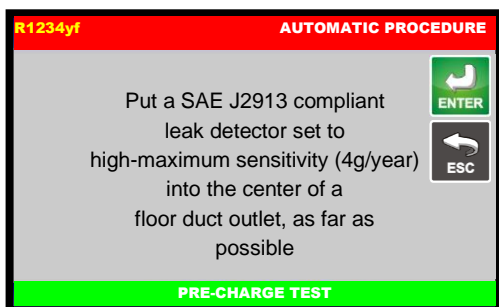 R1234yf AUTOMATIC PROCEDURE
Put a SAE J2913 compliant
leak detector set to
high-maximum sensitivity (4g/year)
into the center of a
floor duct outlet, as far as
possible
ENTER
ESC
PRE-CHARGE TEST